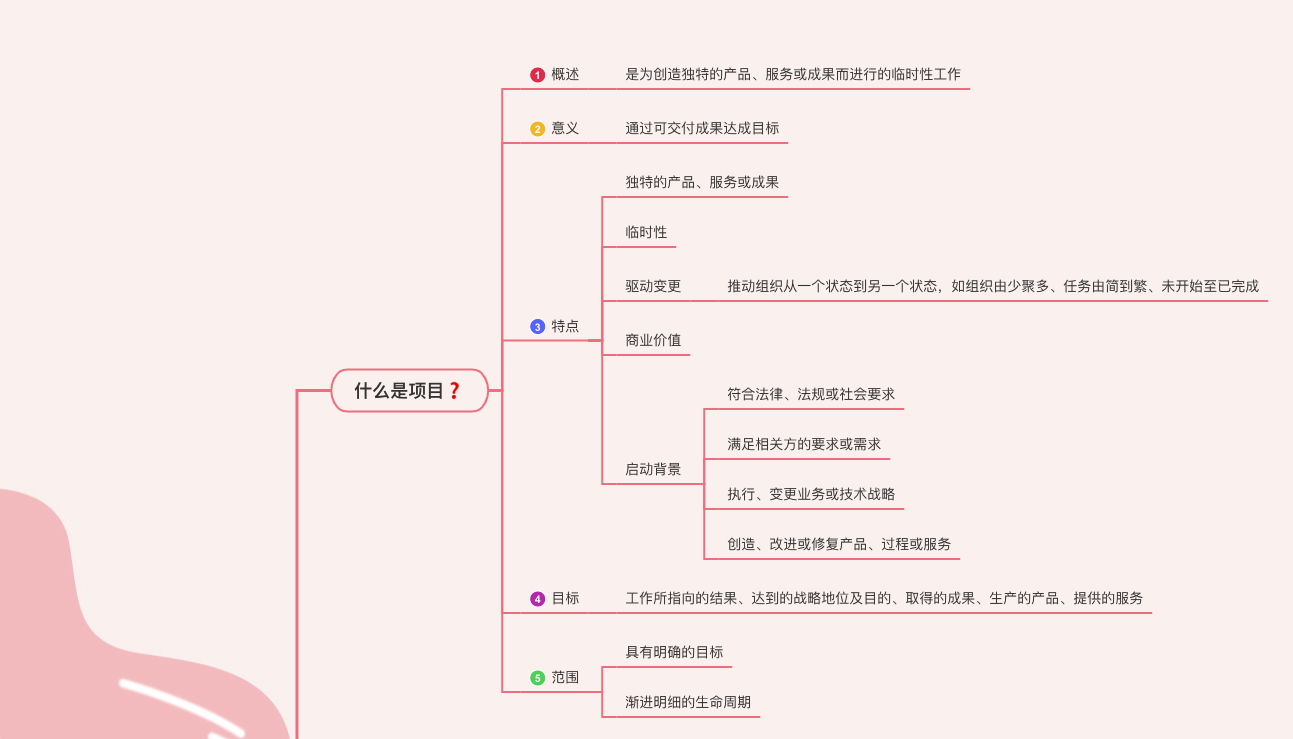 1 概述
是为创造独特的产品、服务或成果而进行的临时性工作
2 意义
通过可交付成果达成目标
独特的产品、服务或成果
临时性
驱动变更
推动组织从一个状态到另一个状态，如组织由少聚多、任务由简到繁、未开始至已完成
3 特点
商业价值
什么是项目❓
符合法律、法规或社会要求
满足相关方的要求或需求
启动背景
执行、变更业务或技术战略
创造、改进或修复产品、过程或服务
4 目标
工作所指向的结果、达到的战略地位及目的、取得的成果、生产的产品、提供的服务
具有明确的目标
5 范围
渐进明细的生命周期